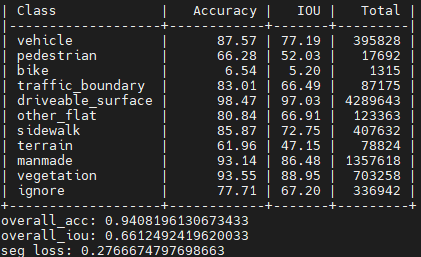 | Class              | Accuracy |  IOU  |  Total  |
+--------------------+----------+-------+---------+
| vehicle            |    87.57 | 77.19 |  395828 |
| pedestrian         |    66.28 | 52.03 |   17692 |
| bike               |     6.54 |  5.20 |    1315 |
| traffic_boundary   |    83.01 | 66.49 |   87175 |
| driveable_surface  |    98.47 | 97.03 | 4289643 |
| other_flat         |    80.84 | 66.91 |  123363 |
| sidewalk           |    85.87 | 72.75 |  407632 |
| terrain            |    61.96 | 47.15 |   78824 |
| manmade            |    93.14 | 86.48 | 1357618 |
| vegetation         |    93.55 | 88.95 |  703258 |
| ignore             |    77.71 | 67.20 |  336942 |
+--------------------+----------+-------+---------+
overall_acc: 0.9408196130673433
overall_iou: 0.6612492419620033
seg loss: 0.2766674797698663